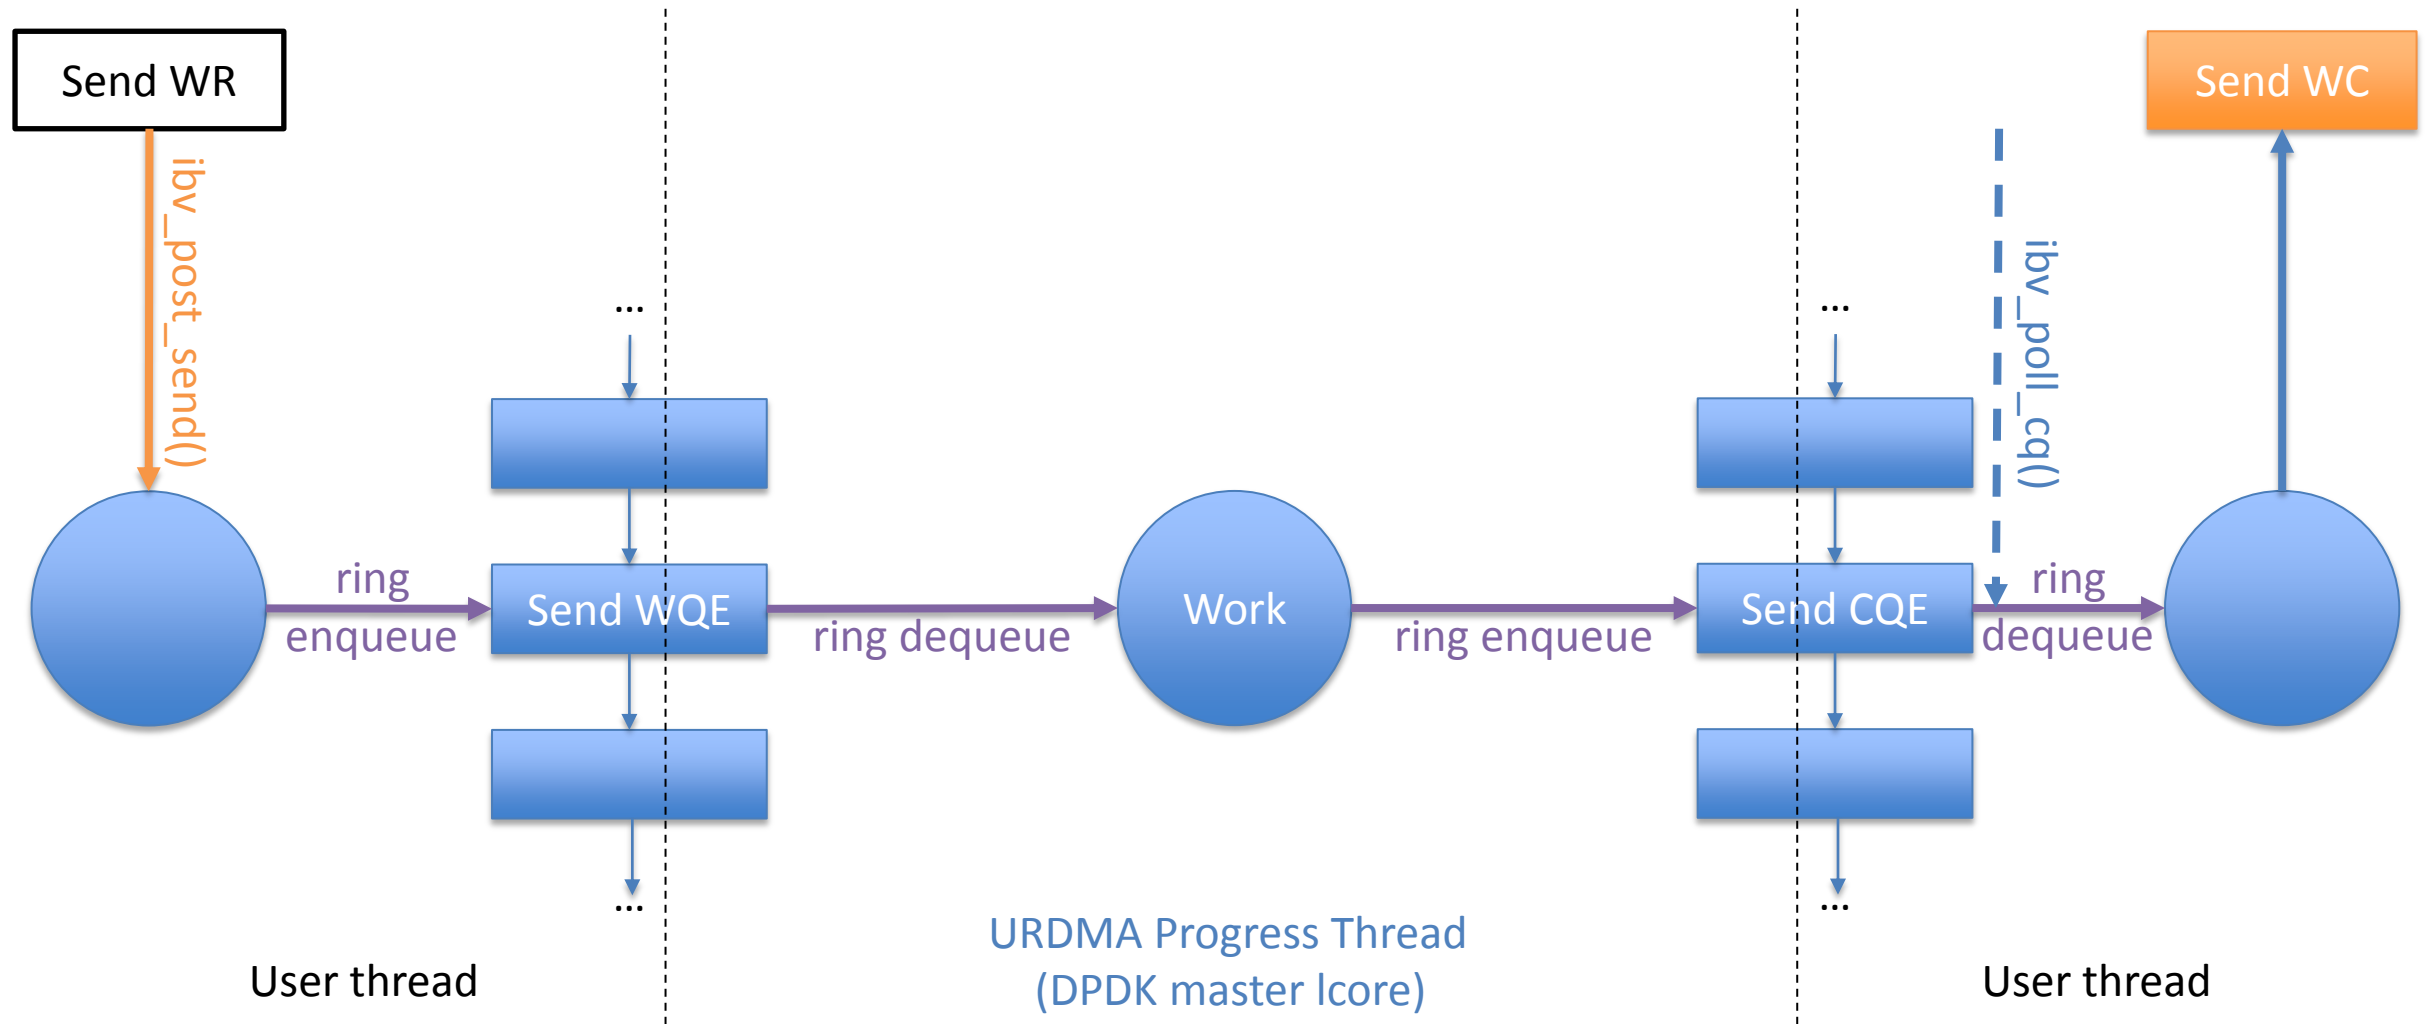 Send WR
Send WC
ibv_post_send()
ibv_poll_cq()
...
...
ring
enqueue
Send WQE
ring dequeue
Work
ring enqueue
Send CQE
ring
dequeue
...
...
URDMA Progress Thread
(DPDK master lcore)
User thread
User thread